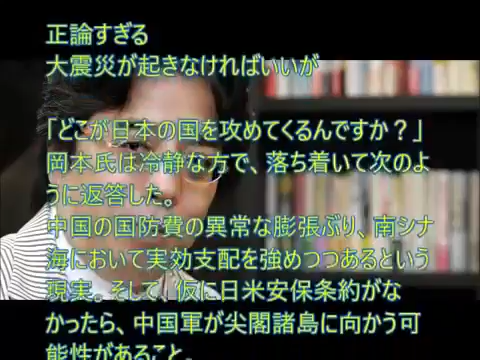 正論すぎる
大震災が起きなければいいが
「どこが日本の国を攻めてくるんですか？」
岡本氏は冷静な方で、落ち着いて次のよ
うに返答した。
中国の国防費の異常な膨張ぶり、南シナ
海において実効支配を強めつつあるという
現実。そして、仮に日米安保条約がな
かったら、中国軍が尖閣諸島に向かう可
能性があること。